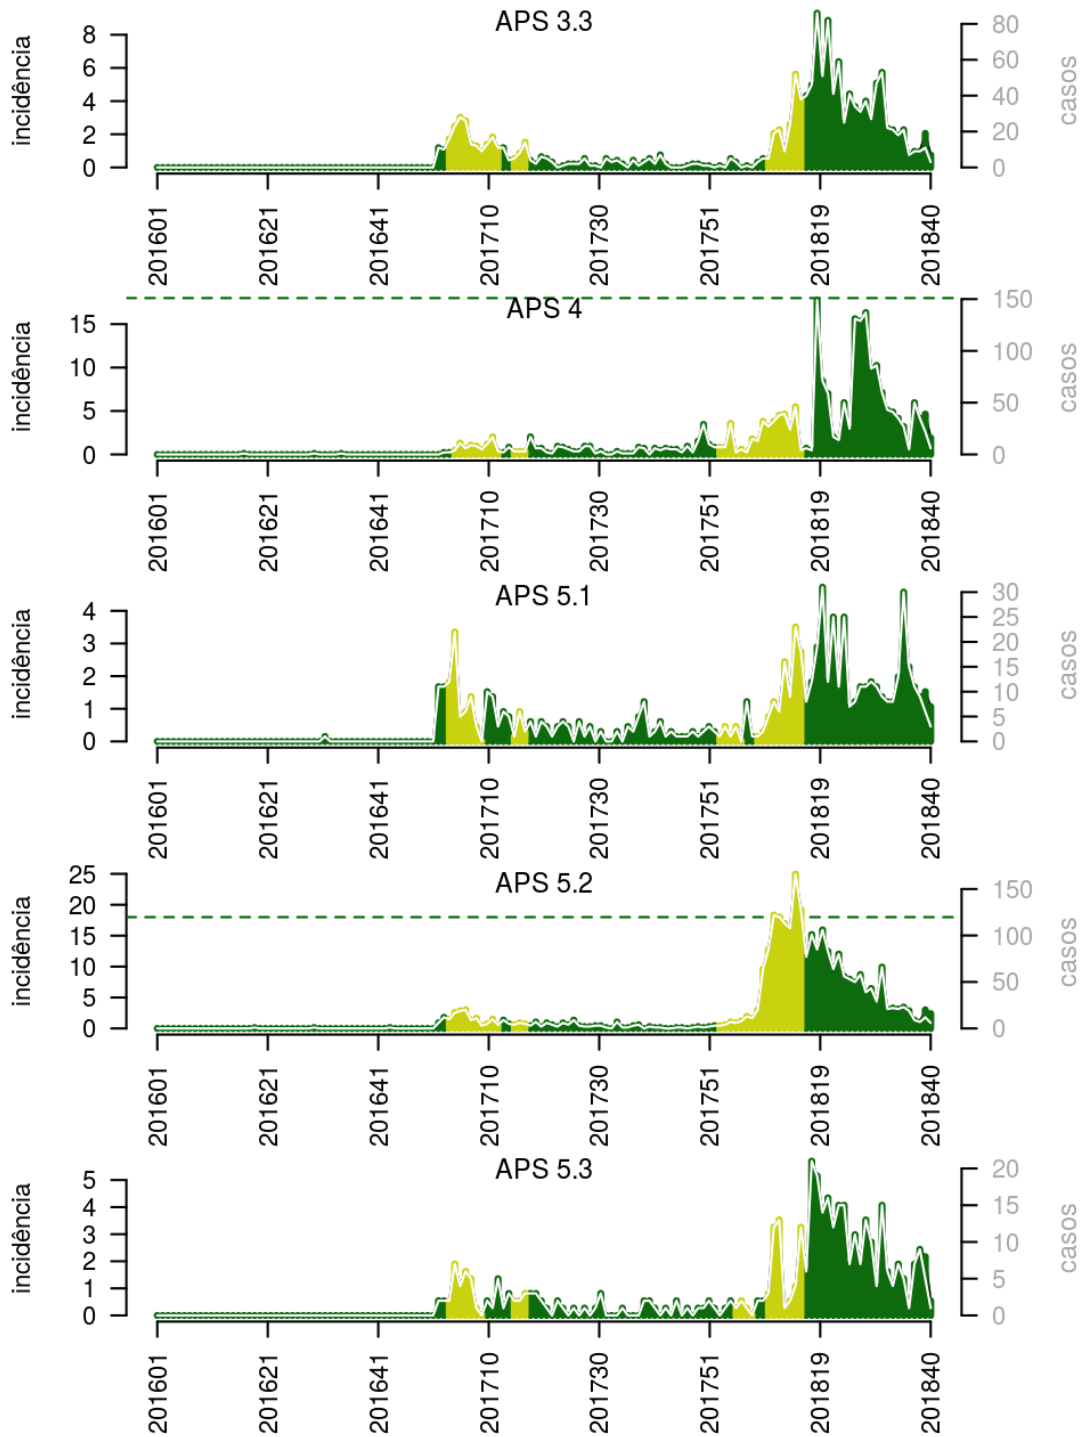 APS 3.3
incidência
0 2 4 6 8
0 20 40 60 80
casos
201601 201621 201641 201710 201730 201751 201819 201840
APS 4
incidência
0 5 10 15
0 50 100 150
casos
201601 201621 201641 201710 201730 201751 201819 201840
APS 5.1
incidência
0 1 2 3 4
0 5 10 15 20 25 30
casos
201601 201621 201641 201710 201730 201751 201819 201840
APS 5.2
incidência
0 5 10 15 20 25
0 50 100 150
casos
201601 201621 201641 201710 201730 201751 201819 201840
APS 5.3
incidência
0 1 2 3 4 5
0 5 10 15 20
casos
201601 201621 201641 201710 201730 201751 201819 201840